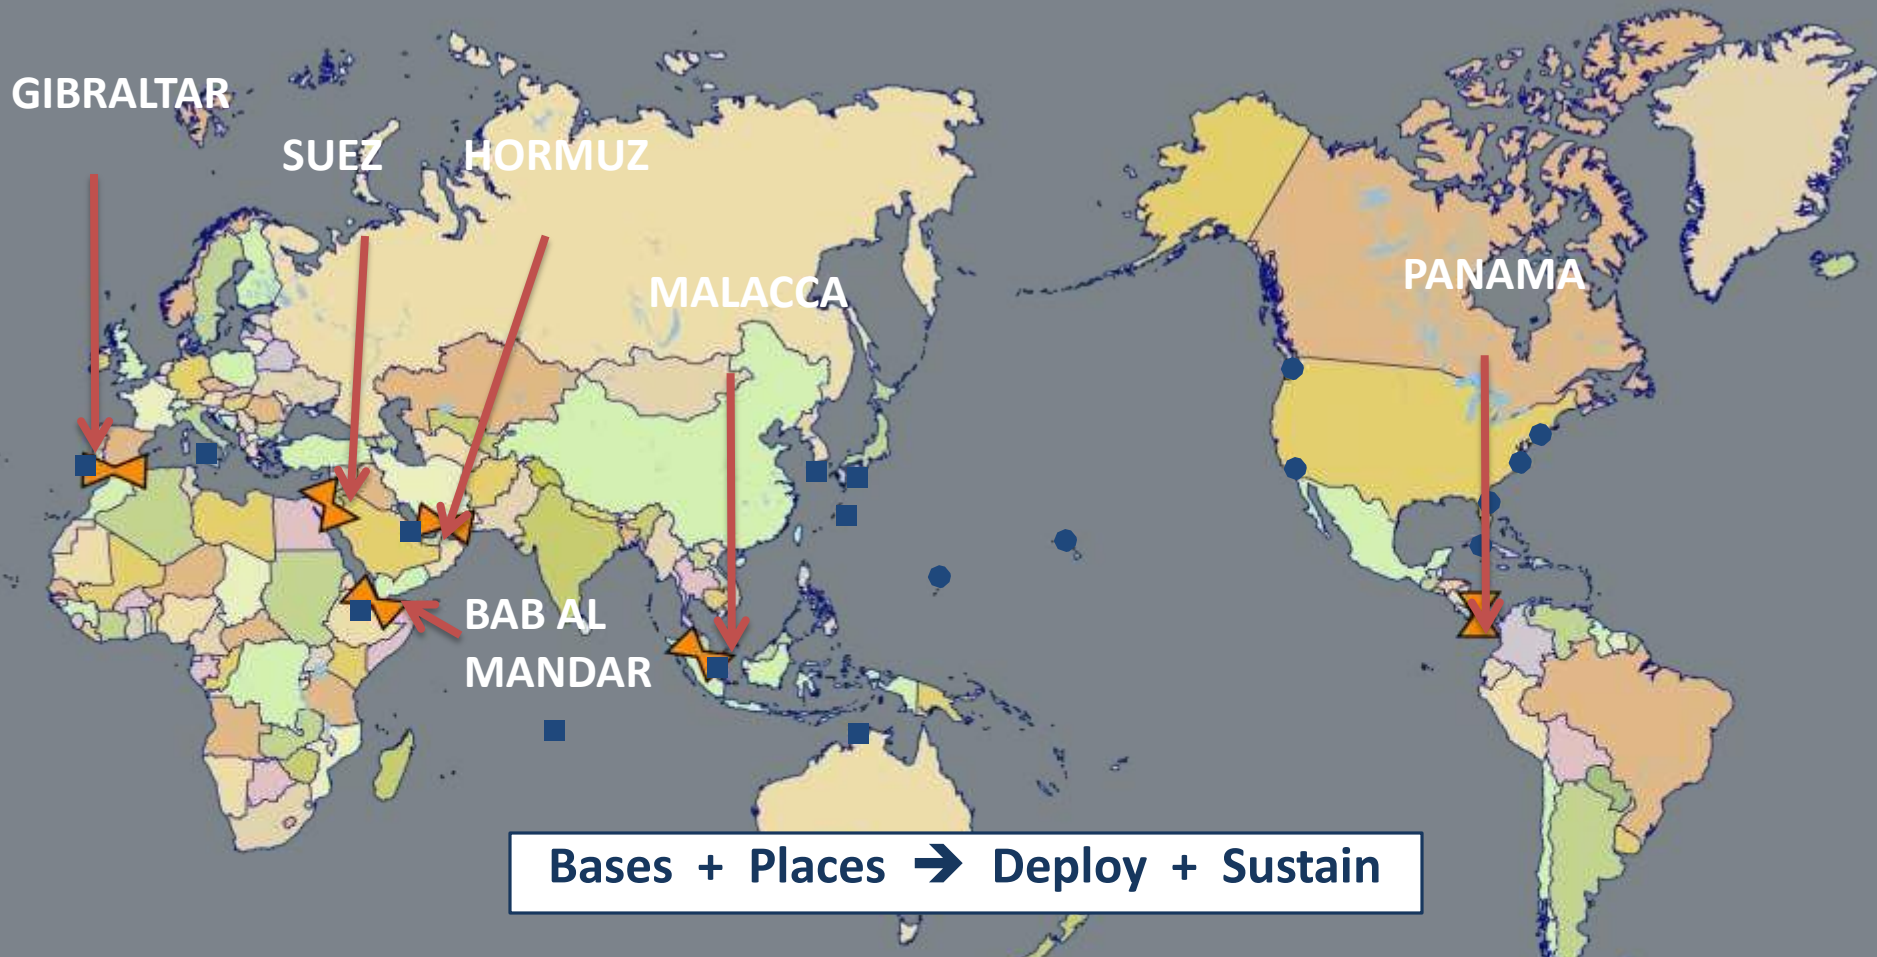 GIBRALTAR
SUEZ
HORMUZ
MALACCA
PANAMA
BAB AL
MANDAR
Bases + Places ➔ Deploy + Sustain